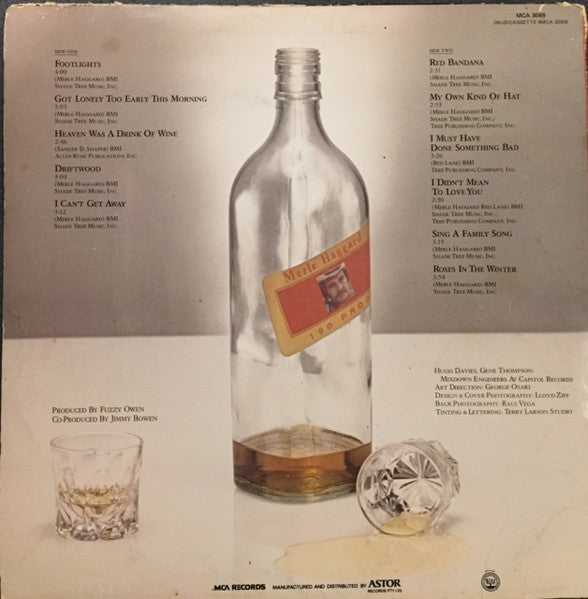 MCA 3089
(MUSICASSETTE 4MCA 3089)
SIDE ONE
FOOTLIGHTS
4:00
(MERLE HAGGARD) BMI
SHADE TREE MUSIC, INC
GOT LONELY TOO EARLY THIS MORNING
3:03
(MERLE HAGGARD) BMI
SHADE TREE MUSIC, INC.
HEAVEN WAS A DRINK OF WINE
2:46
(SANGER D. SHAFER) BMI
ACUFF-ROSE PUBLICATIONS, INC
DRIFTWOOD
3:04
(MERLE HAGGARD) BMI
SHADE TREE MUSIC, INC
I CAN'T GET AWAY
3:12
(MERLE HAGGARD) BMI
SHADE TREE MUSIC, INC
SIDE TWO
RED BANDANA
2:31
(MERLE HAGGARD) BMI
SHADE TREE MUSIC, INC
MY OWN KIND OF HAT
2:53
(MERLE HAGGARD) BMI
SHADE TREE MUSIC, INC./
TREE PUBLISHING COMPANY, INC
I MUST HAVE
DONE SOMETHING BAD
3:26
(RED LANE) BMI
TREE PUBLISHING COMPANY, INC
I DIDN'T MEAN
TO LOVE YOU
2:30
(MERLE HAGGARD/RED LANE) BMI
SHADE TREE MUSIC, INC./
TREE PUBLISHING COMPANY, INC
SING A FAMILY SONG
3:15
(MERLE HAGGARD) BMI
SHADE TREE MUSIC, INC
ROSES IN THE WINTER
3:54
(MERLE HAGGARD) BMI
SHADE TREE MUSIC, INC
Merle Haggard
190 PROO
HUGH DAVIES, GENE THOMPSON:
MIXDOWN ENGINEERS AT CAPITOL RECORDS
ART DIRECTION: GEORGE OSAKI
DESIGN & COVER PHOTOGRAPHY: LLOYD ZIFF
BACK PHOTOGRAPHY: RAUL VEGA
TINTING & LETTERING: TERRY LARSON STUDIO
PRODUCED BY FUZZY OWEN
CO-PRODUCED BY JIMMY BOWEN
MCA RECORDS MANUFACTURED AND DISTRIBUTED BY ASTOR
RECORDS PTY LTD